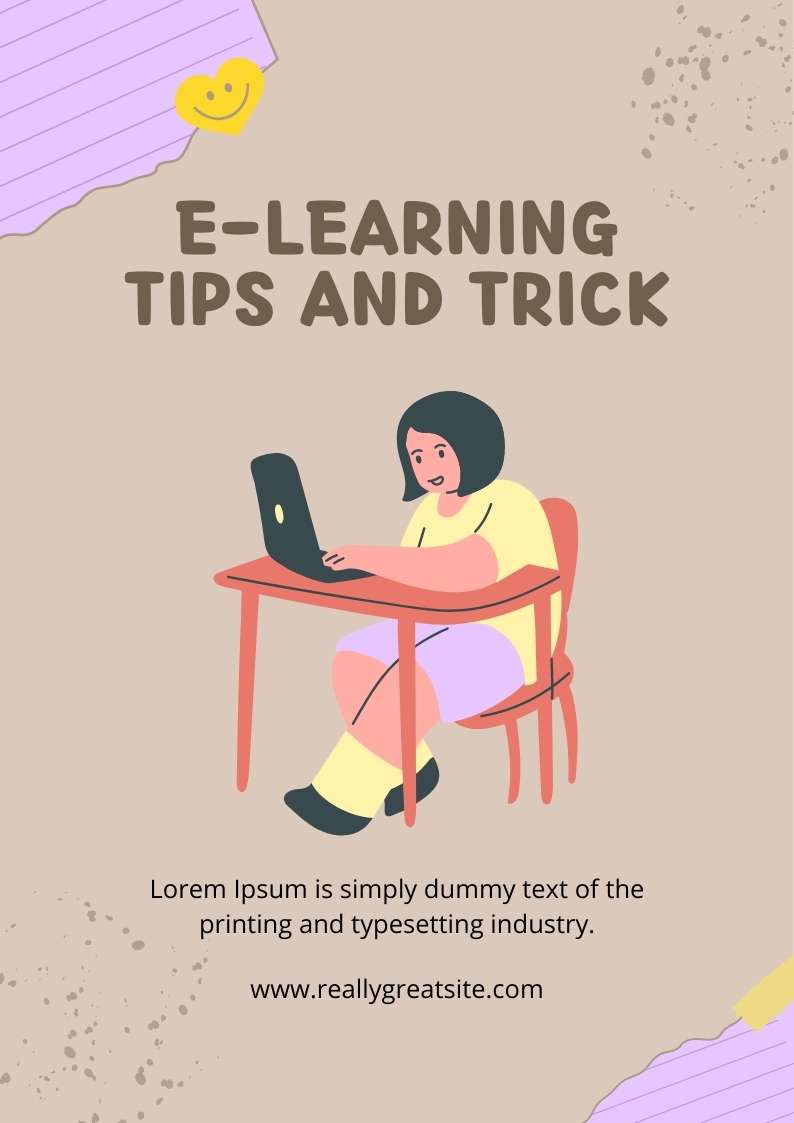 E-LEARNING
TIPS AND TRICK
Lorem Ipsum is simply dummy text of the
printing and typesetting industry.
www.reallygreatsite.com